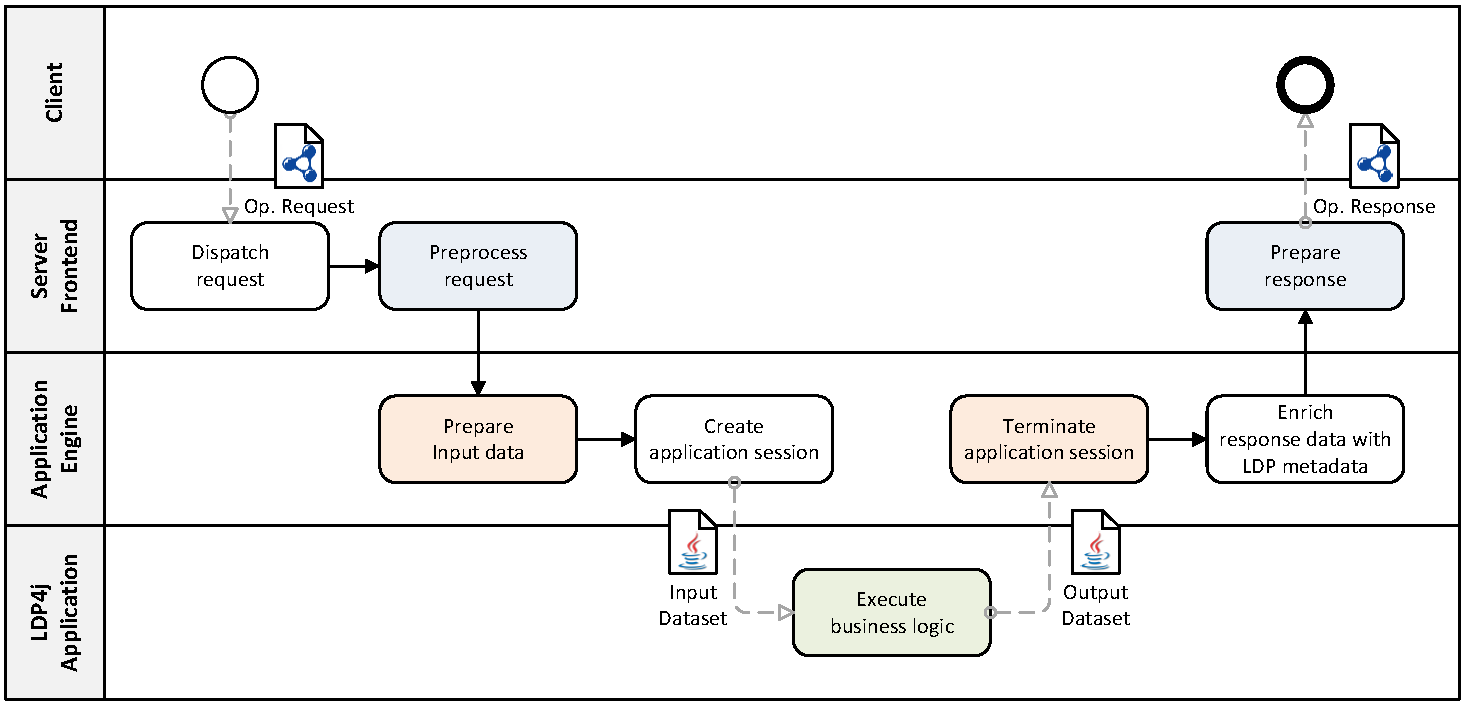 Client
Op. Request
Op. Response
Server
Frontend
Dispatch
request
Preprocess
request
Prepare
response
Application
Engine
Prepare
Input data
Create
application session
Terminate
application session
Enrich
response data with
LDP metadata
LDP4j
Application
Input
Dataset
Execute
business logic
Output
Dataset